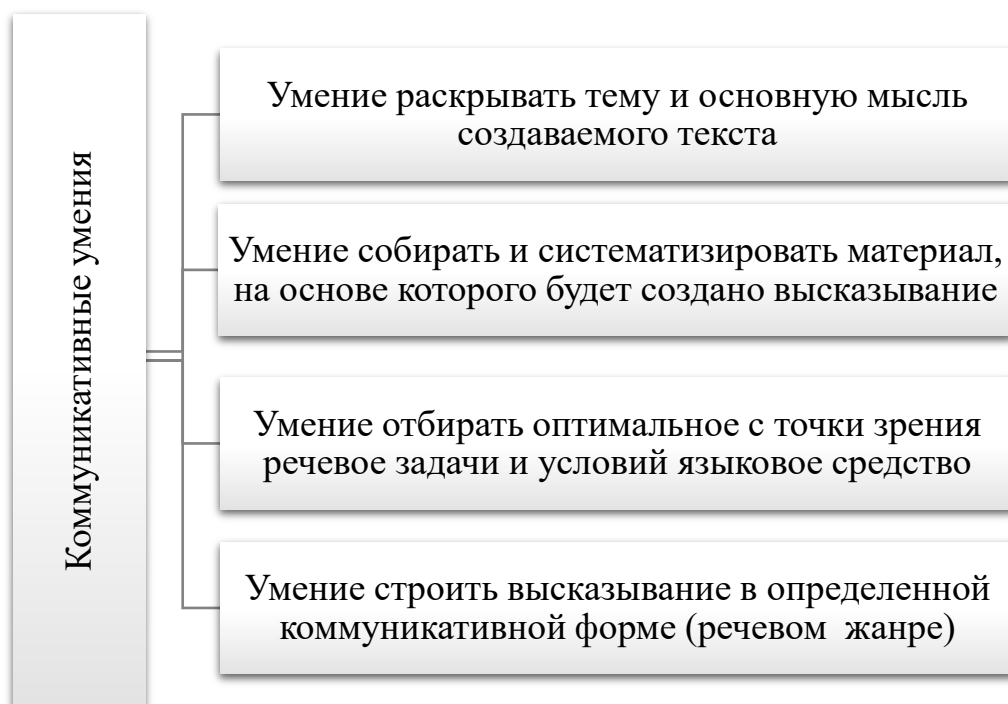 Коммуникативные умения
Умение раскрывать тему и основную мысль
создаваемого текста
Умение собирать и систематизировать материал,
на основе которого будет создано высказывание
Умение отбирать оптимальное с точки зрения
речевое задачи и условий языковое средство
Умение строить высказывание в определенной
коммуникативной форме (речевом жанре)